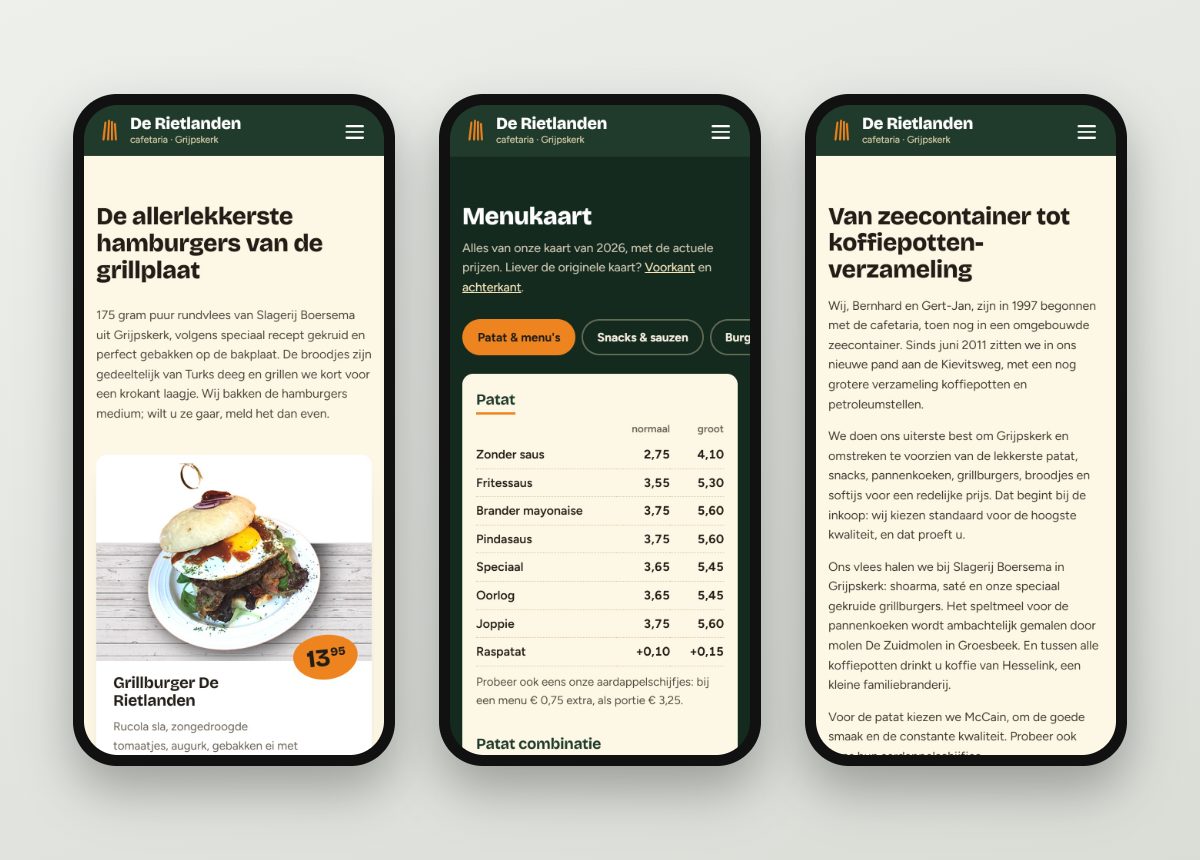 De Rietlanden
cafetaria · Grijpskerk
De allerlekkerste
hamburgers van de
grillplaat
175 gram puur rundvlees van Slagerij Boersema
uit Grijpskerk, volgens speciaal recept gekruid en
perfect gebakken op de bakplaat. De broodjes zijn
gedeeltelijk van Turks deeg en grillen we kort voor
een krokant laagje. Wij bakken de hamburgers
medium; wilt u ze gaar, meld het dan even.
13 95
Grillburger De
Rietlanden
Rucola sla, zongedroogde
tomaatjes, augurk, gebakken ei met
De Rietlanden
cafetaria · Grijpskerk
Menukaart
Alles van onze kaart van 2026, met de actuele
prijzen. Liever de originele kaart? Voorkant en
achterkant.
Patat & menu's Snacks & sauzen Burg
Patat
normaal groot
Zonder saus 2,75 4,10
Fritessaus 3,55 5,30
Brander mayonaise 3,75 5,60
Pindasaus 3,75 5,60
Speciaal 3,65 5,45
Oorlog 3,65 5,45
Joppie 3,75 5,60
Raspatat +0,10 +0,15
Probeer ook eens onze aardappelschijfjes: bij
een menu € 0,75 extra, als portie € 3,25.
Patat combinatie
De Rietlanden
cafetaria · Grijpskerk
Van zeecontainer tot
koffiepotten-
verzameling
Wij, Bernhard en Gert-Jan, zijn in 1997 begonnen
met de cafetaria, toen nog in een omgebouwde
zeecontainer. Sinds juni 2011 zitten we in ons
nieuwe pand aan de Kievitsweg, met een nog
grotere verzameling koffiepotten en
petroleumstellen.
We doen ons uiterste best om Grijpskerk en
omstreken te voorzien van de lekkerste patat,
snacks, pannenkoeken, grillburgers, broodjes en
softijs voor een redelijke prijs. Dat begint bij de
inkoop: wij kiezen standaard voor de hoogste
kwaliteit, en dat proeft u.
Ons vlees halen we bij Slagerij Boersema in
Grijpskerk: shoarma, saté en onze speciaal
gekruide grillburgers. Het speltmeel voor de
pannenkoeken wordt ambachtelijk gemalen door
molen De Zuidmolen in Groesbeek. En tussen alle
koffiepotten drinkt u koffie van Hesselink, een
kleine familiebranderij.
Voor de patat kiezen we McCain, om de goede
smaak en de constante kwaliteit. Probeer ook